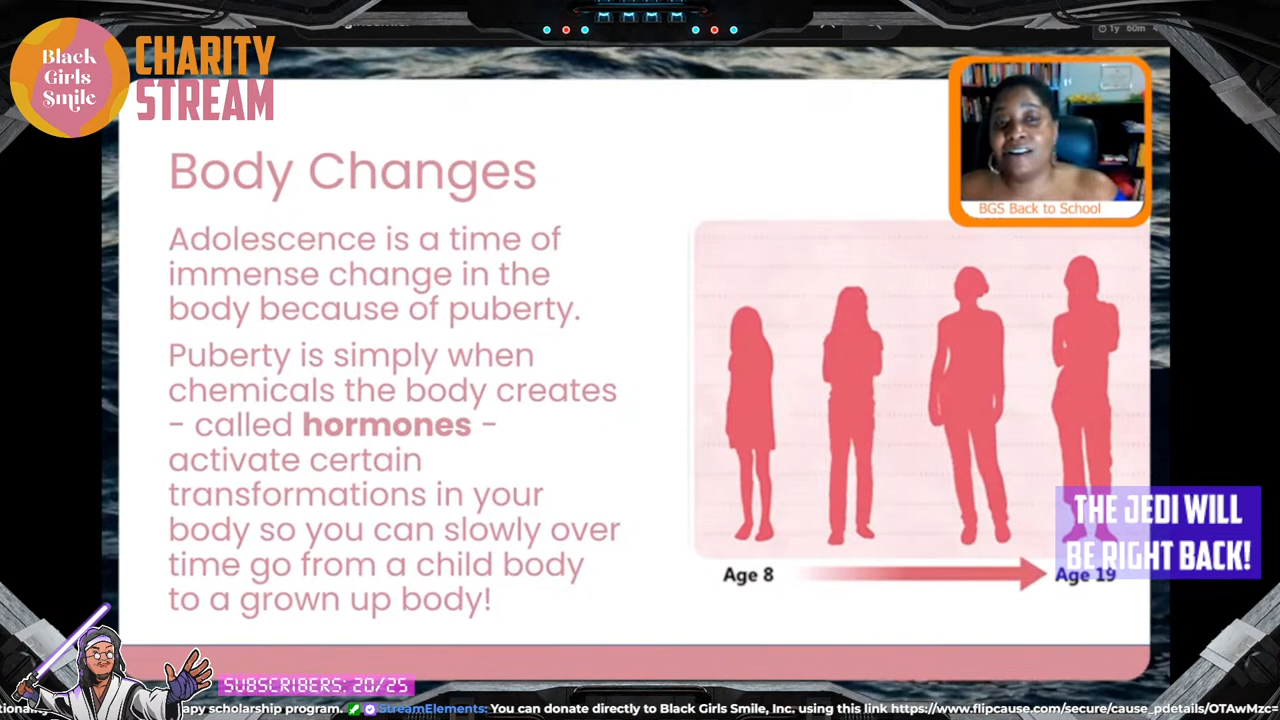 Black
Girls
Smile
CHARITY
STREAM
1y 60m
BGS Back to School
Body Changes
Adolescence is a time of
immense change in the
body because of puberty.
Puberty is simply when
chemicals the body creates
- called hormones -
activate certain
transformations in your
body so you can slowly over
time go from a child body
to a grown up body!
Age 8
Age 19
THE JEDI WILL
BE RIGHT BACK!
SUBSCRIBERS: 20/25
apy scholarship program. StreamElements: You can donate directly to Black Girls Smile, Inc. using this link https://www.flipcause.com/secure/cause_pdetails/OTAwMzc=